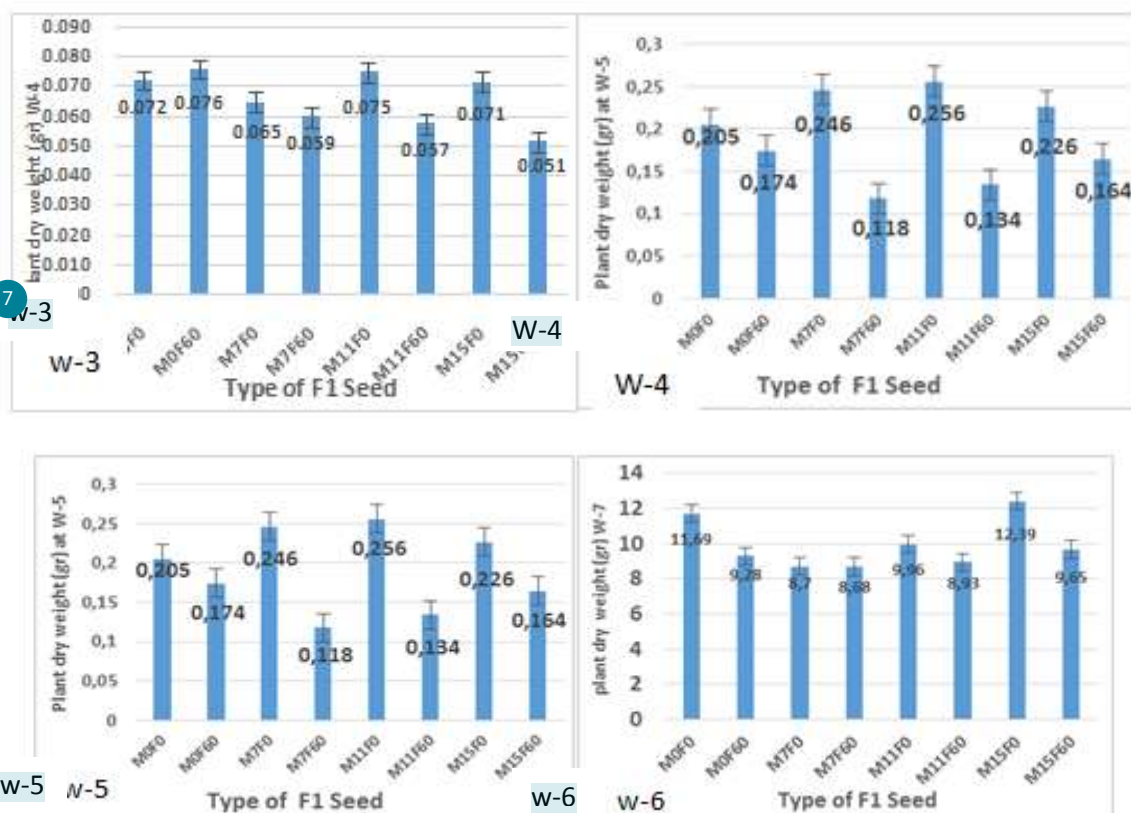 0.090
0.080
0.070
0.060
0.050
0.040
0.030
0.020
0.010
lant dry weight (gr) W-4
0.072 0.076 0.065 0.059 0.075 0.057 0.071 0.051
M0F60 M7F0 M7F60 M11F0 M11F60 M15F0
Type of F1 Seed
7
w-3
w-3
W-4
0,3
0,25
0,2
0,15
0,1
0,05
0
Plant dry weight (gr) at W-5
0,205 0,174 0,246 0,118 0,256 0,134 0,226 0,164
M0F0 M0F60 M7F0 M7F60 M11F0 M11F60 M15F0 M15F60
W-4
Type of F1 Seed
0,3
0,25
0,2
0,15
0,1
0,05
0
Plant dry weight (gr) at W-5
0,205 0,174 0,246 0,118 0,256 0,134 0,226 0,164
M0F0 M0F60 M7F0 M7F60 M11F0 M11F60 M15F0 M15F60
w-5
w-5
Type of F1 Seed
w-6
14
12
10
8
6
4
2
0
plant dry weight (gr) W-7
11,69 9,28 8,7 8,68 9,96 8,93 12,39 9,65
M0F0 M0F60 M7F0 M7F60 M11F0 M11F60 M15F0 M15F60
w-6
Type of F1 Seed